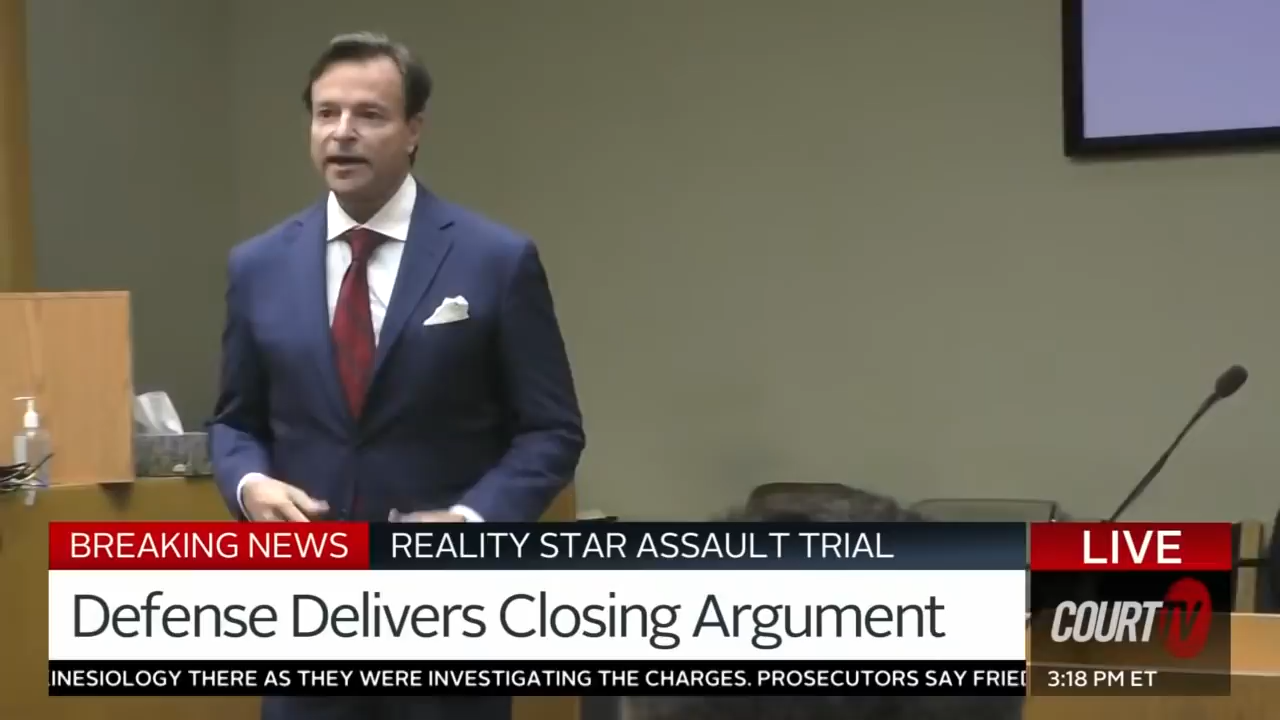 BREAKING NEWS
REALITY STAR ASSAULT TRIAL
LIVE
Defense Delivers Closing Argument
COURT TV
INESIOLOGY THERE AS THEY WERE INVESTIGATING THE CHARGES. PROSECUTORS SAY FRIED
3:18 PM ET